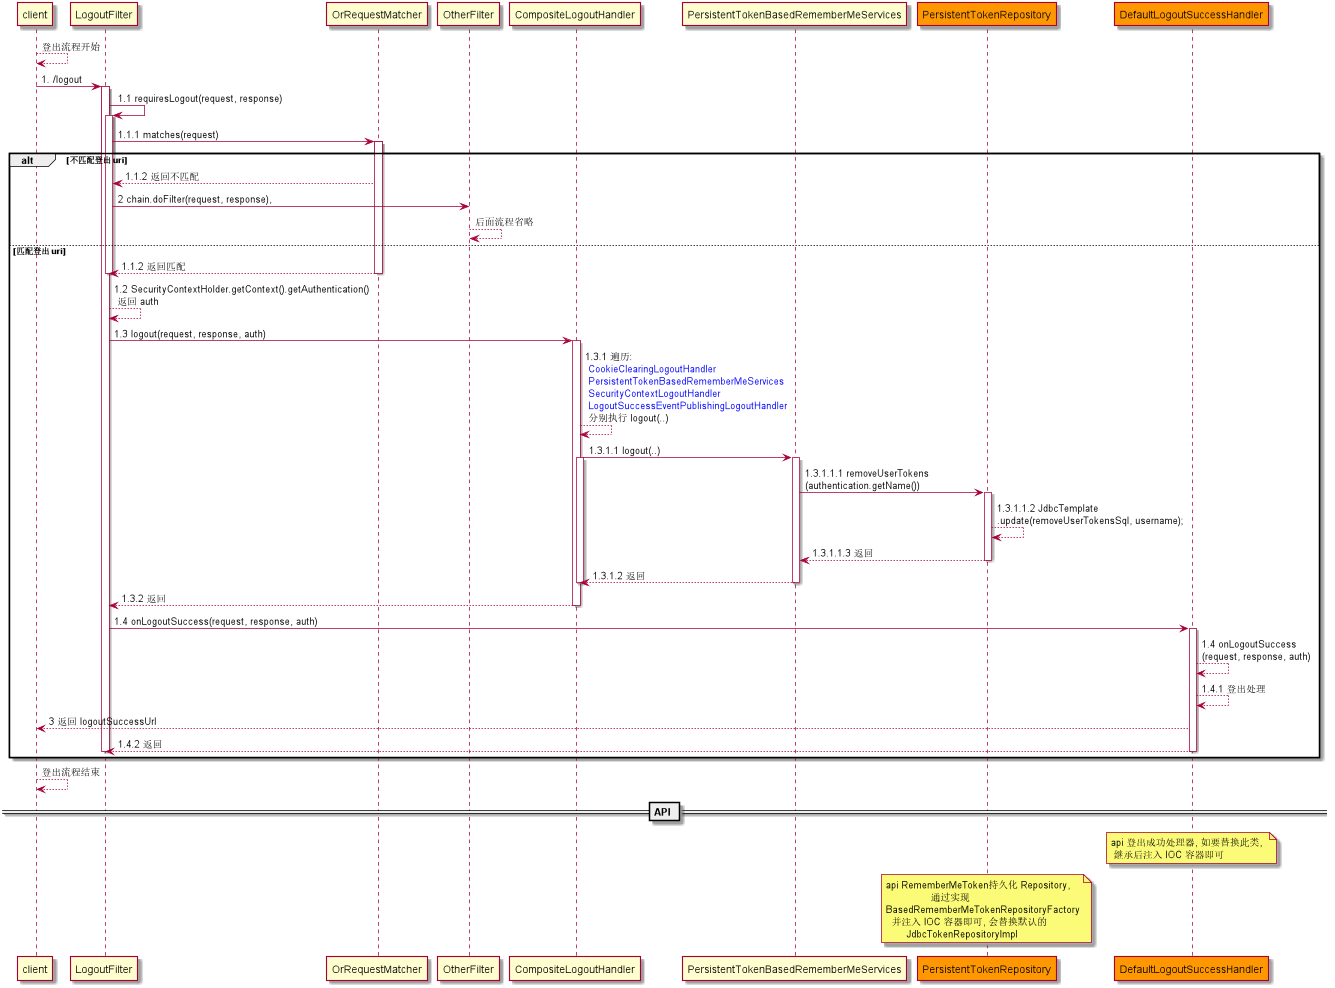 client
LogoutFilter
OrRequestMatcher
OtherFilter
CompositeLogoutHandler
PersistentTokenBasedRememberMeServices
PersistentTokenRepository
DefaultLogoutSuccessHandler
登出流程开始
1. /logout
1.1 requiresLogout(request, response)
1.1.1 matches(request)
alt [不匹配登出 uri]
1.1.2 返回不匹配
2 chain.doFilter(request, response),
后面流程省略
[匹配登出 uri]
1.1.2 返回匹配
1.2 SecurityContextHolder.getContext().getAuthentication()
返回 auth
1.3 logout(request, response, auth)
1.3.1 遍历:
CookieClearingLogoutHandler
PersistentTokenBasedRememberMeServices
SecurityContextLogoutHandler
LogoutSuccessEventPublishingLogoutHandler
分别执行 logout(..)
1.3.1.1 logout(..)
1.3.1.1.1 removeUserTokens
(authentication.getName())
1.3.1.1.2 JdbcTemplate
.update(removeUserTokensSql, username);
1.3.1.1.3 返回
1.3.1.2 返回
1.3.2 返回
1.4 onLogoutSuccess(request, response, auth)
1.4 onLogoutSuccess
(request, response, auth)
1.4.1 登出处理
3 返回 logoutSuccessUrl
1.4.2 返回
登出流程结束
API
api 登出成功处理器, 如要替换此类,
继承后注入 IOC 容器即可
api RememberMeToken持久化 Repository,
通过实现
BasedRememberMeTokenRepositoryFactory
并注入 IOC 容器即可, 会替换默认的
JdbcTokenRepositoryImpl
client
LogoutFilter
OrRequestMatcher
OtherFilter
CompositeLogoutHandler
PersistentTokenBasedRememberMeServices
PersistentTokenRepository
DefaultLogoutSuccessHandler